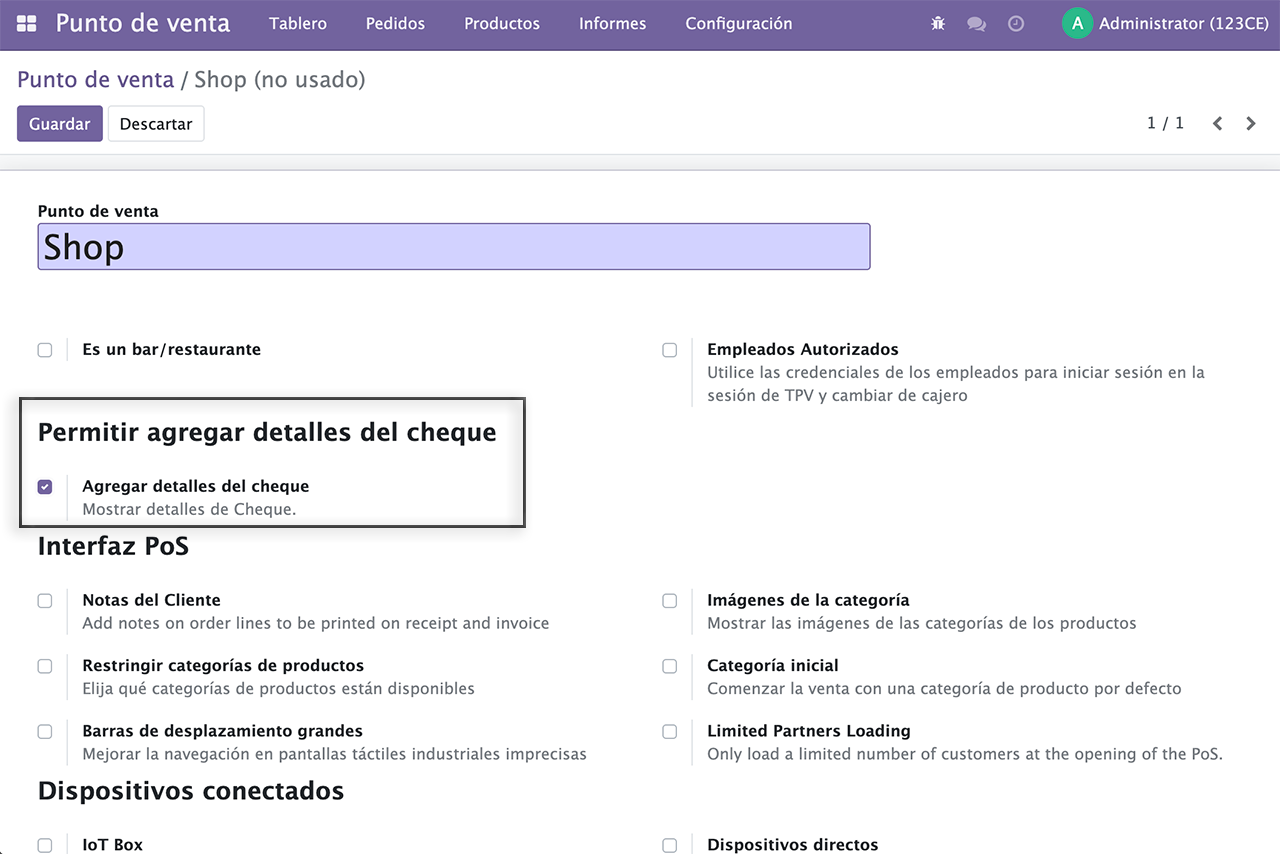 Punto de venta Tablero Pedidos Productos Informes Configuración A Administrator (123CE)
Punto de venta / Shop (no usado)
Guardar Descartar 1 / 1
Punto de venta
Shop
Es un bar/restaurante
Empleados Autorizados
Utilice las credenciales de los empleados para iniciar sesión en la
sesión de TPV y cambiar de cajero
Permitir agregar detalles del cheque
Agregar detalles del cheque
Mostrar detalles de Cheque.
Interfaz PoS
Notas del Cliente
Add notes on order lines to be printed on receipt and invoice
Imágenes de la categoría
Mostrar las imágenes de las categorías de los productos
Restringir categorías de productos
Elija qué categorías de productos están disponibles
Categoría inicial
Comenzar la venta con una categoría de producto por defecto
Barras de desplazamiento grandes
Mejorar la navegación en pantallas táctiles industriales imprecisas
Limited Partners Loading
Only load a limited number of customers at the opening of the PoS.
Dispositivos conectados
IoT Box
Dispositivos directos